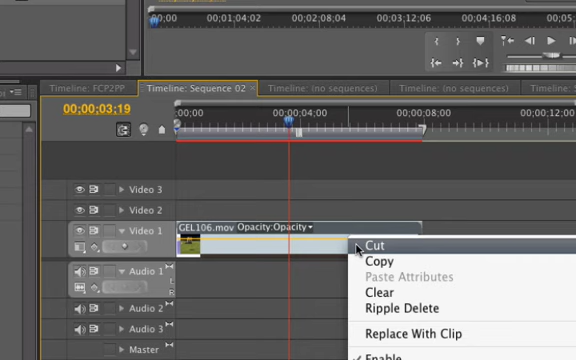 00;00
00;01;04;02
00;02;08;04
00;03;12;06
00;04;16;08
00;05;
Timeline: FCP2PP
Timeline: Sequence 02
Timeline: (no sequences)
Timeline: (no sequences)
Timeline: S
00;00;03;19
;00;00
00;00;04;00
00;00;08;00
00;00;12;00
Video 3
Video 2
Video 1
GEL106.mov Opacity:Opacity
Audio 1
L
R
Audio 2
Audio 3
Master
Cut
Copy
Paste Attributes
Clear
Ripple Delete
Replace With Clip
Enable